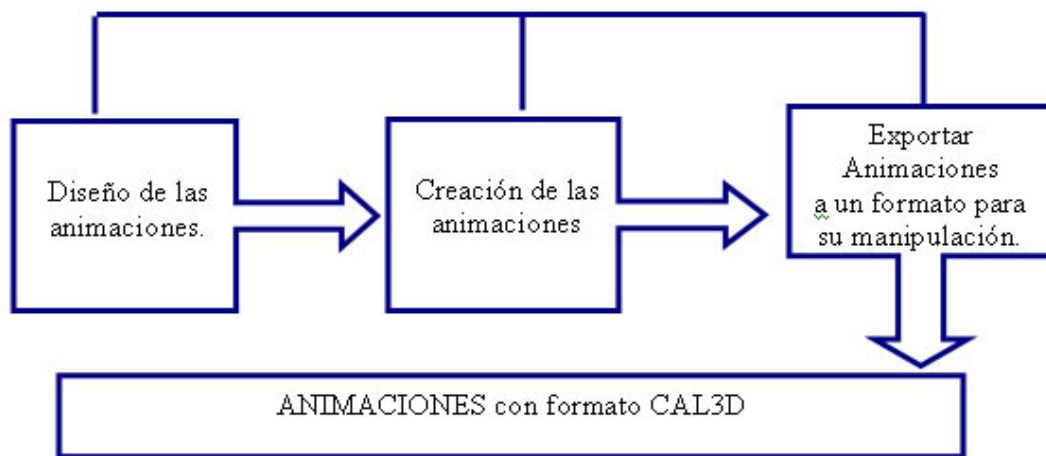 Diseño de las
animaciones.
Creación de las
animaciones
Exportar
Animaciones
a un formato para
su manipulación.
ANIMACIONES con formato CAL3D